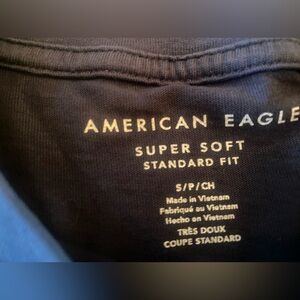 AMERICAN EAGLE
SUPER SOFT
STANDARD FIT
S/P/CH
Made in Vietnam
Fabriqué au Vietnam
Hecho en Vietnam
TRÈS DOUX
COUPE STANDARD